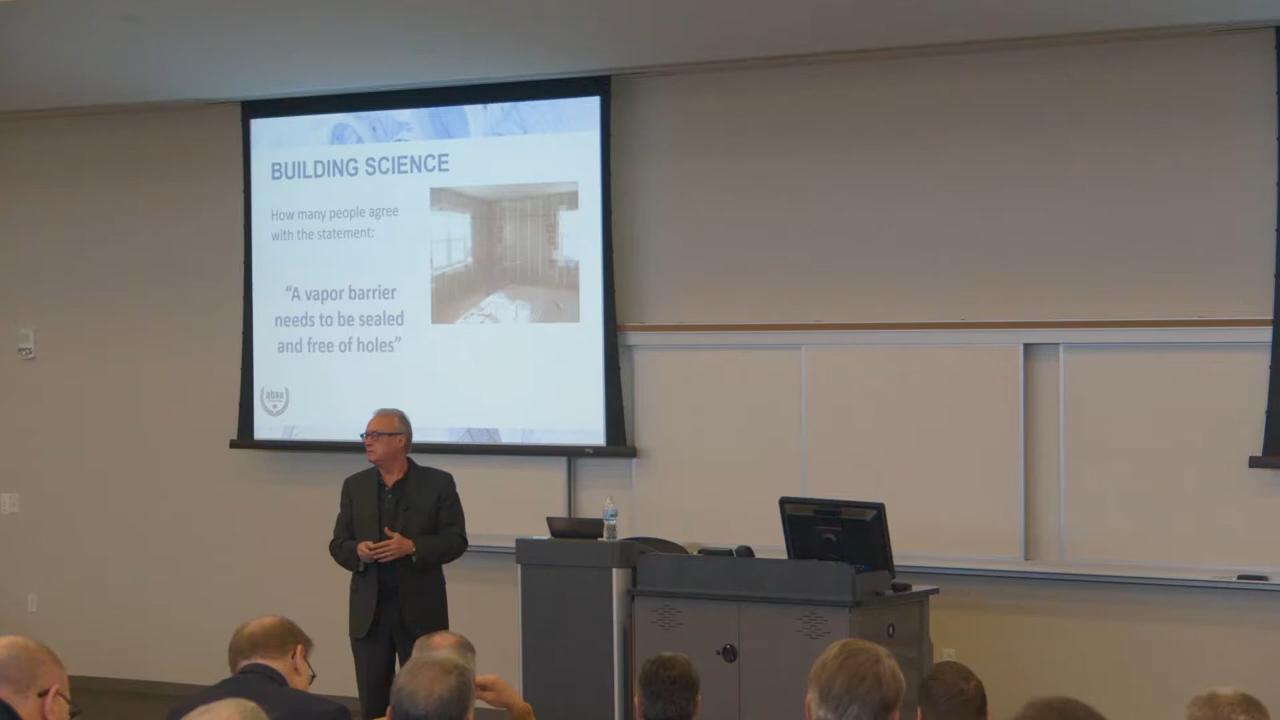 BUILDING SCIENCE
How many people agree
with the statement:
“A vapor barrier
needs to be sealed
and free of holes”
abaa